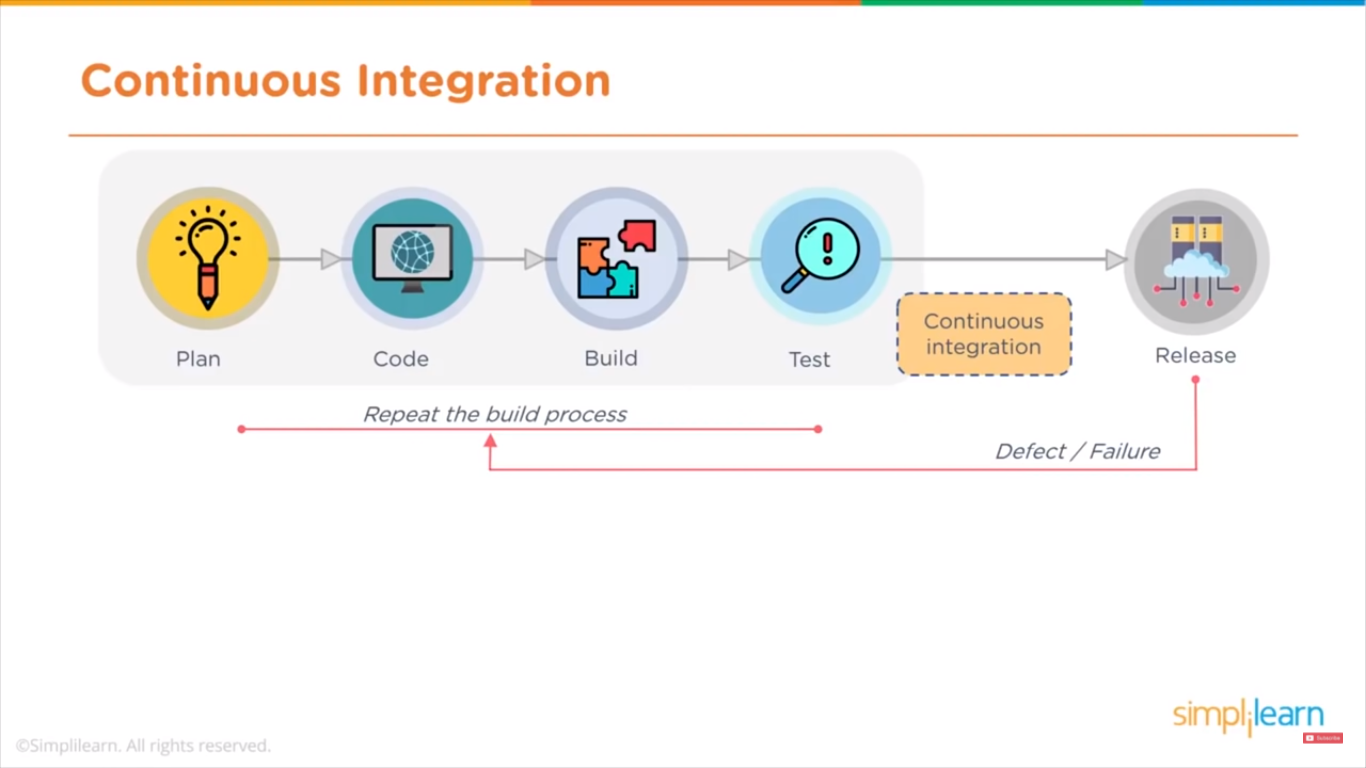 Continuous Integration
Plan
Code
Build
Test
Continuous
integration
Release
Repeat the build process
Defect / Failure
simplilearn
Subscribe
©Simplilearn. All rights reserved.